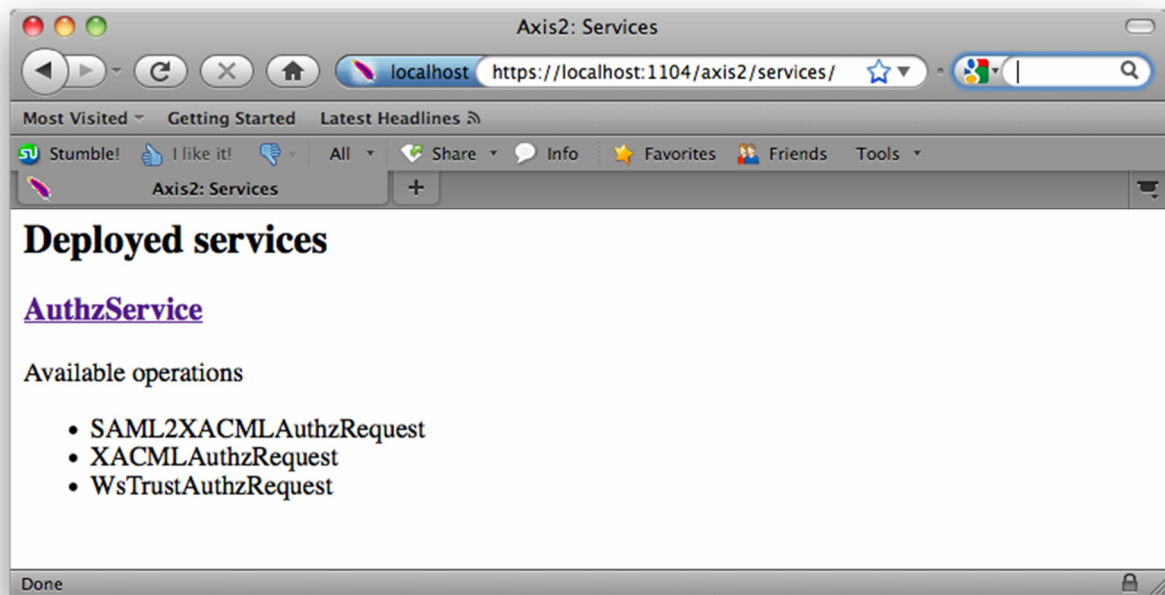 Axis2: Services
localhost https://localhost:1104/axis2/services/
Most Visited Getting Started Latest Headlines
su Stumble! I like it! All Share Info Favorites Friends Tools
Axis2: Services +
Deployed services
AuthzService
Available operations
• SAML2XACMLAuthzRequest
• XACMLAuthzRequest
• WsTrustAuthzRequest
Done